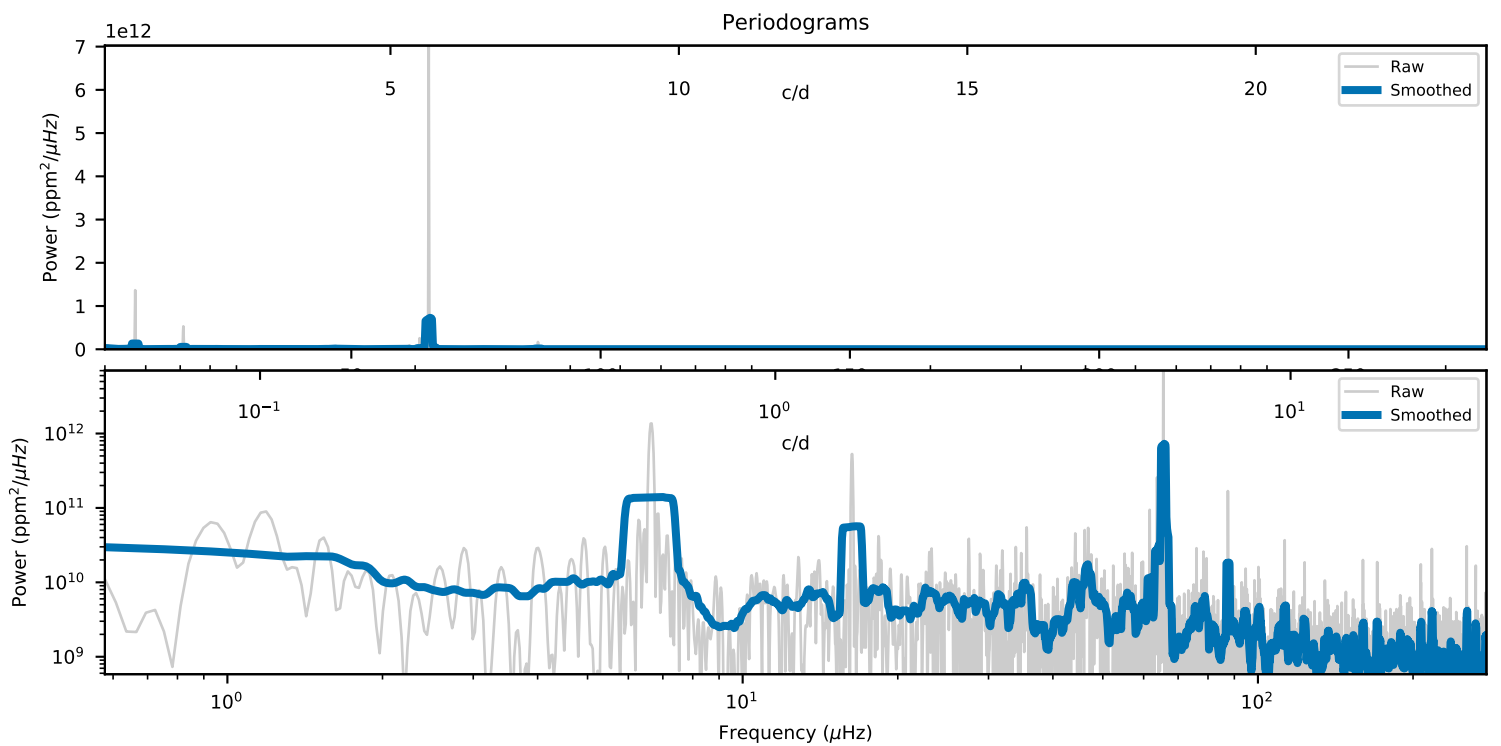 Periodograms
1e12
7
6
5
4
3
2
1
0
Power (ppm²/μHz)
5
10
15
20
c/d
Raw
Smoothed
10⁻¹
10⁰
10¹
c/d
Raw
Smoothed
10¹²
10¹¹
10¹⁰
10⁹
Power (ppm²/μHz)
10⁰
10¹
10²
Frequency (μHz)